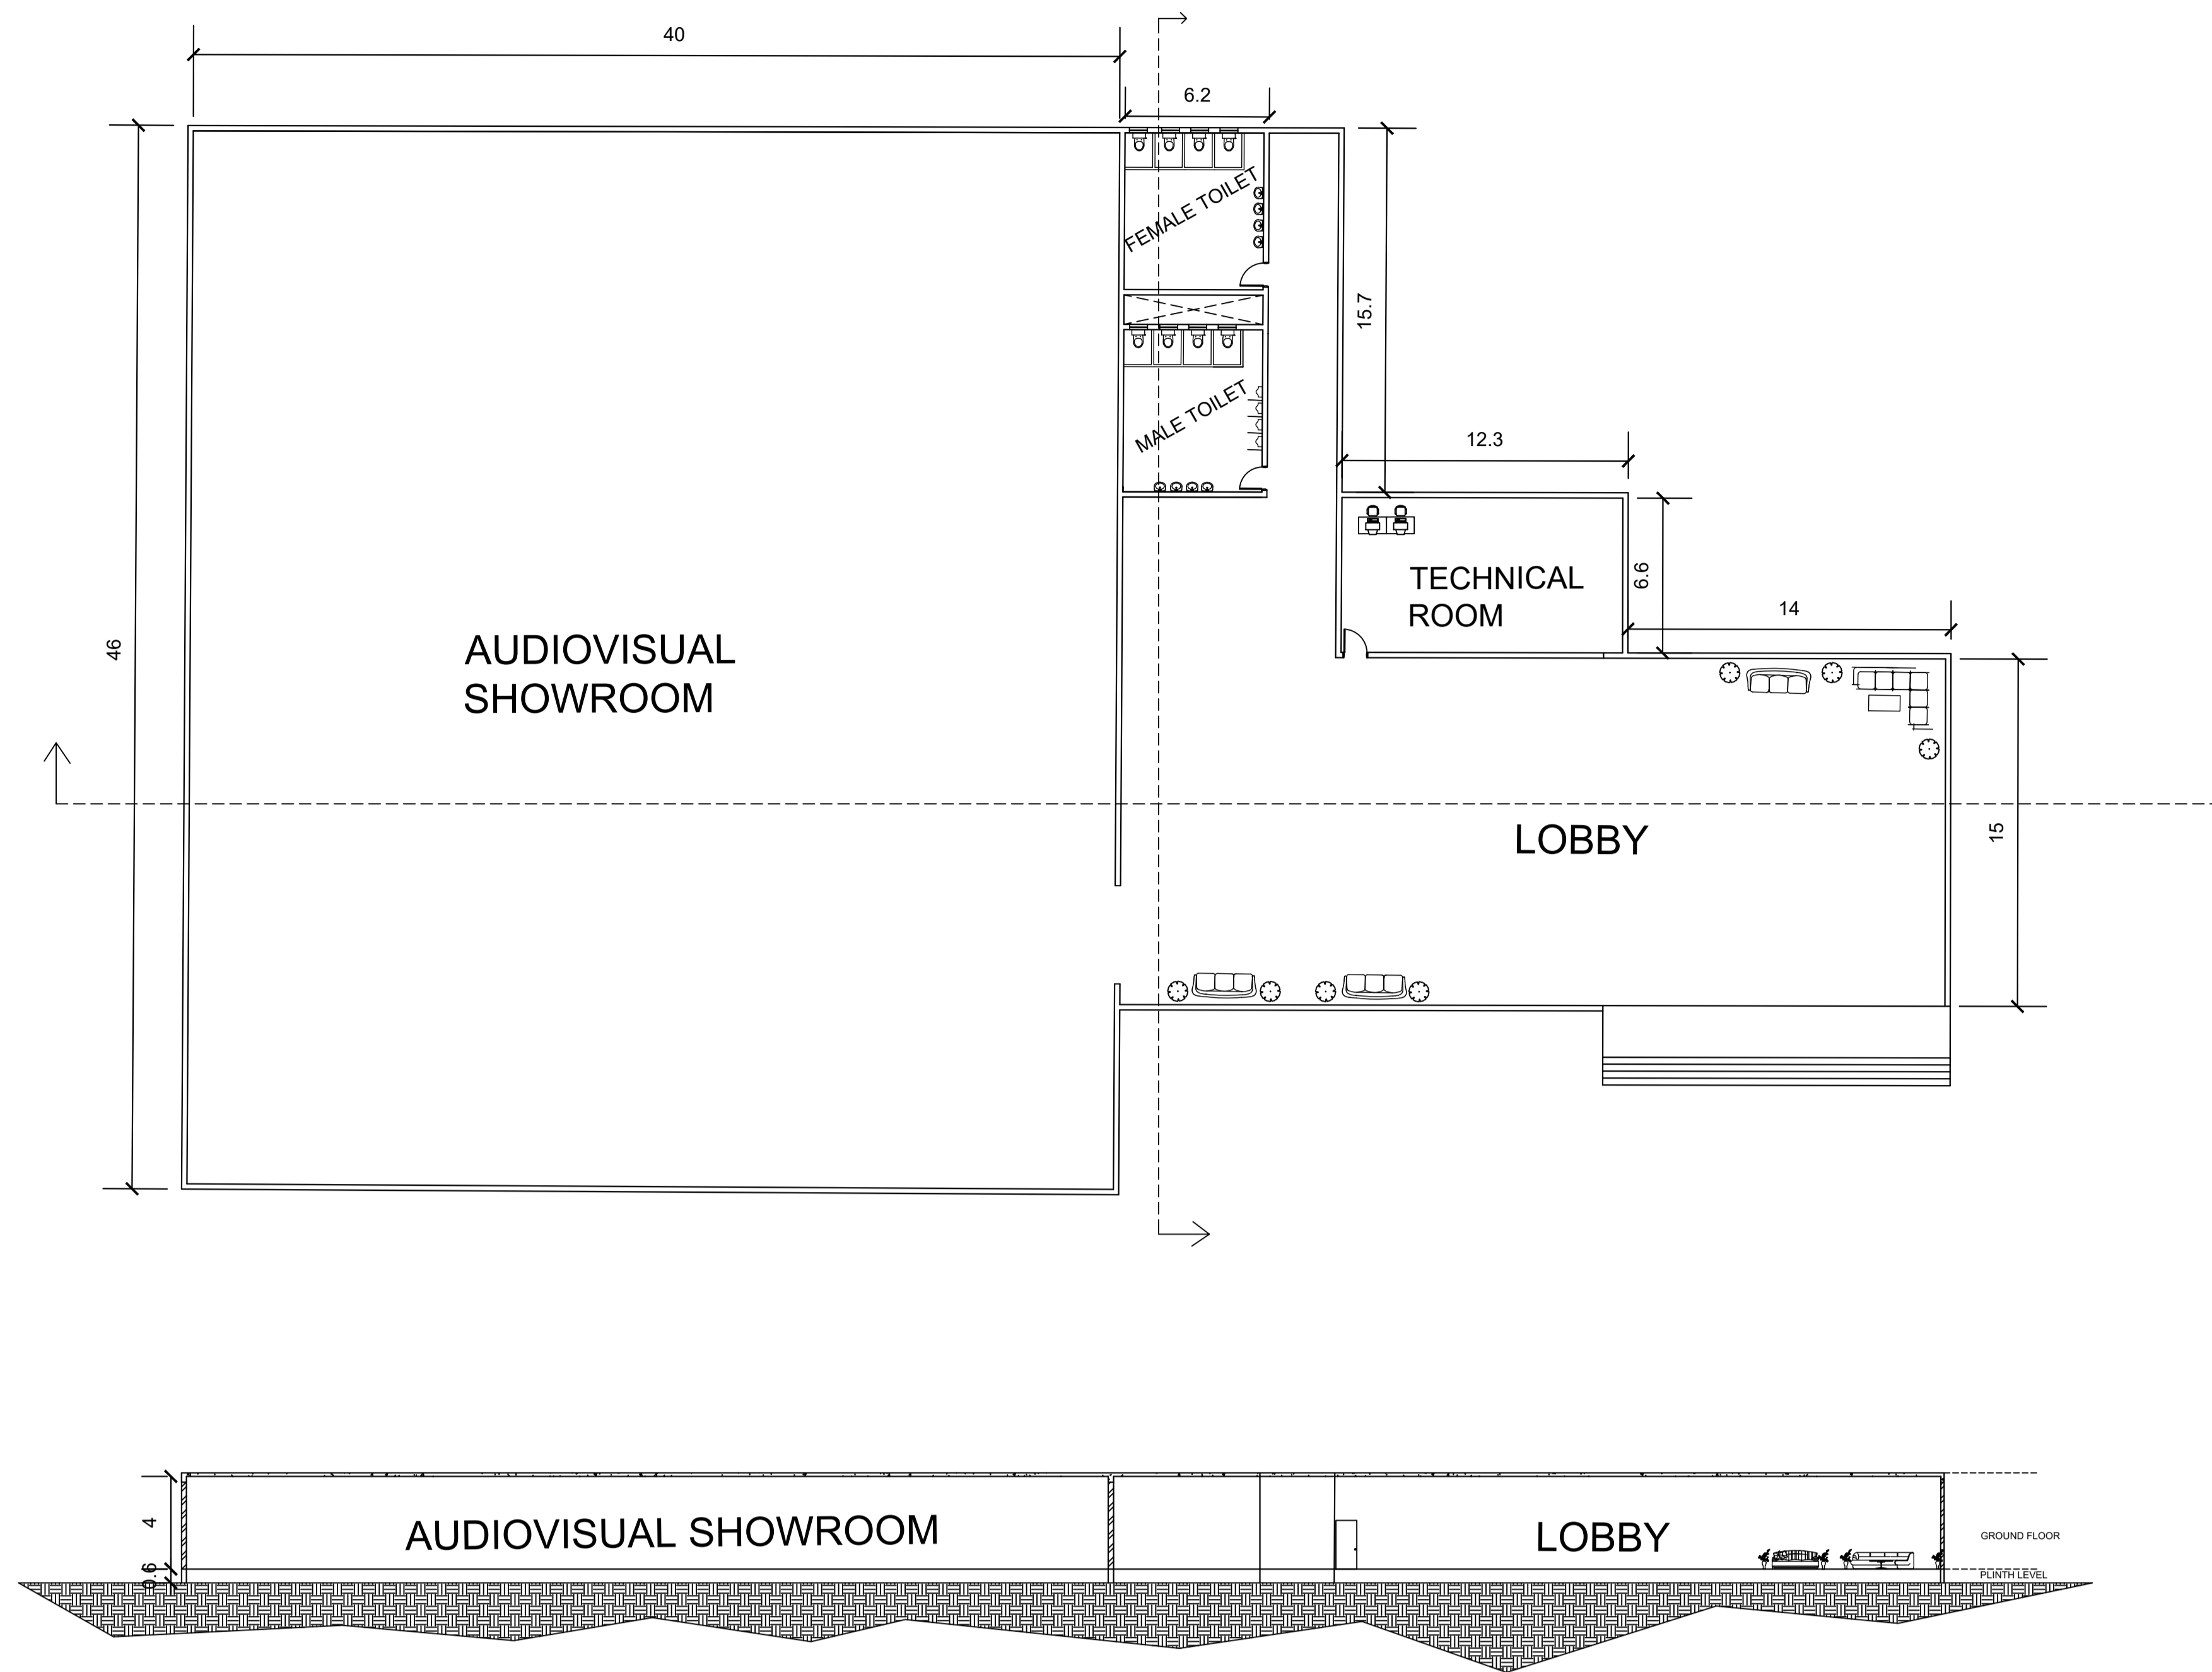 40
6.2
FEMALE TOILET
15.7
MALE TOILET
12.3
TECHNICAL
ROOM
6.6
14
46
AUDIOVISUAL
SHOWROOM
LOBBY
15
4
0.6
AUDIOVISUAL SHOWROOM
LOBBY
GROUND FLOOR
PLINTH LEVEL